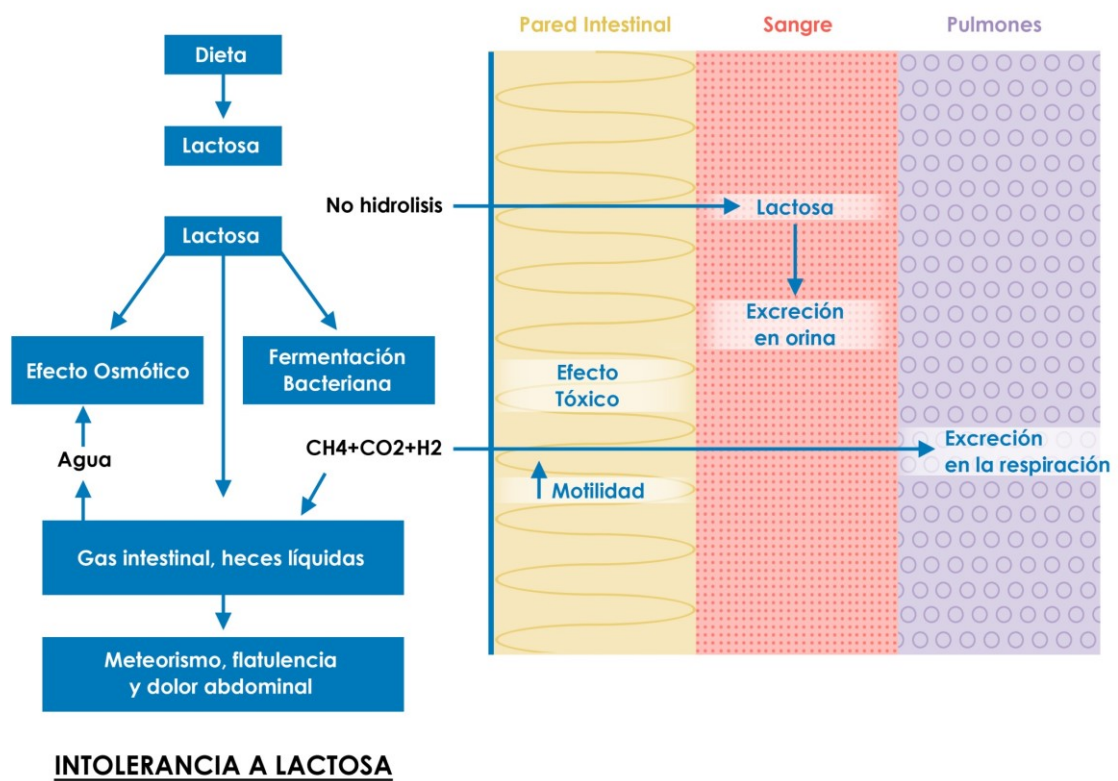 Pared Intestinal
Sangre
Pulmones
Dieta
Lactosa
No hidrolisis
Lactosa
Lactosa
Excreción
en orina
Efecto Osmótico
Fermentación
Bacteriana
Efecto
Tóxico
Agua
CH4+CO2+H2
Excreción
en la respiración
Motilidad
Gas intestinal, heces líquidas
Meteorismo, flatulencia
y dolor abdominal
INTOLERANCIA A LACTOSA